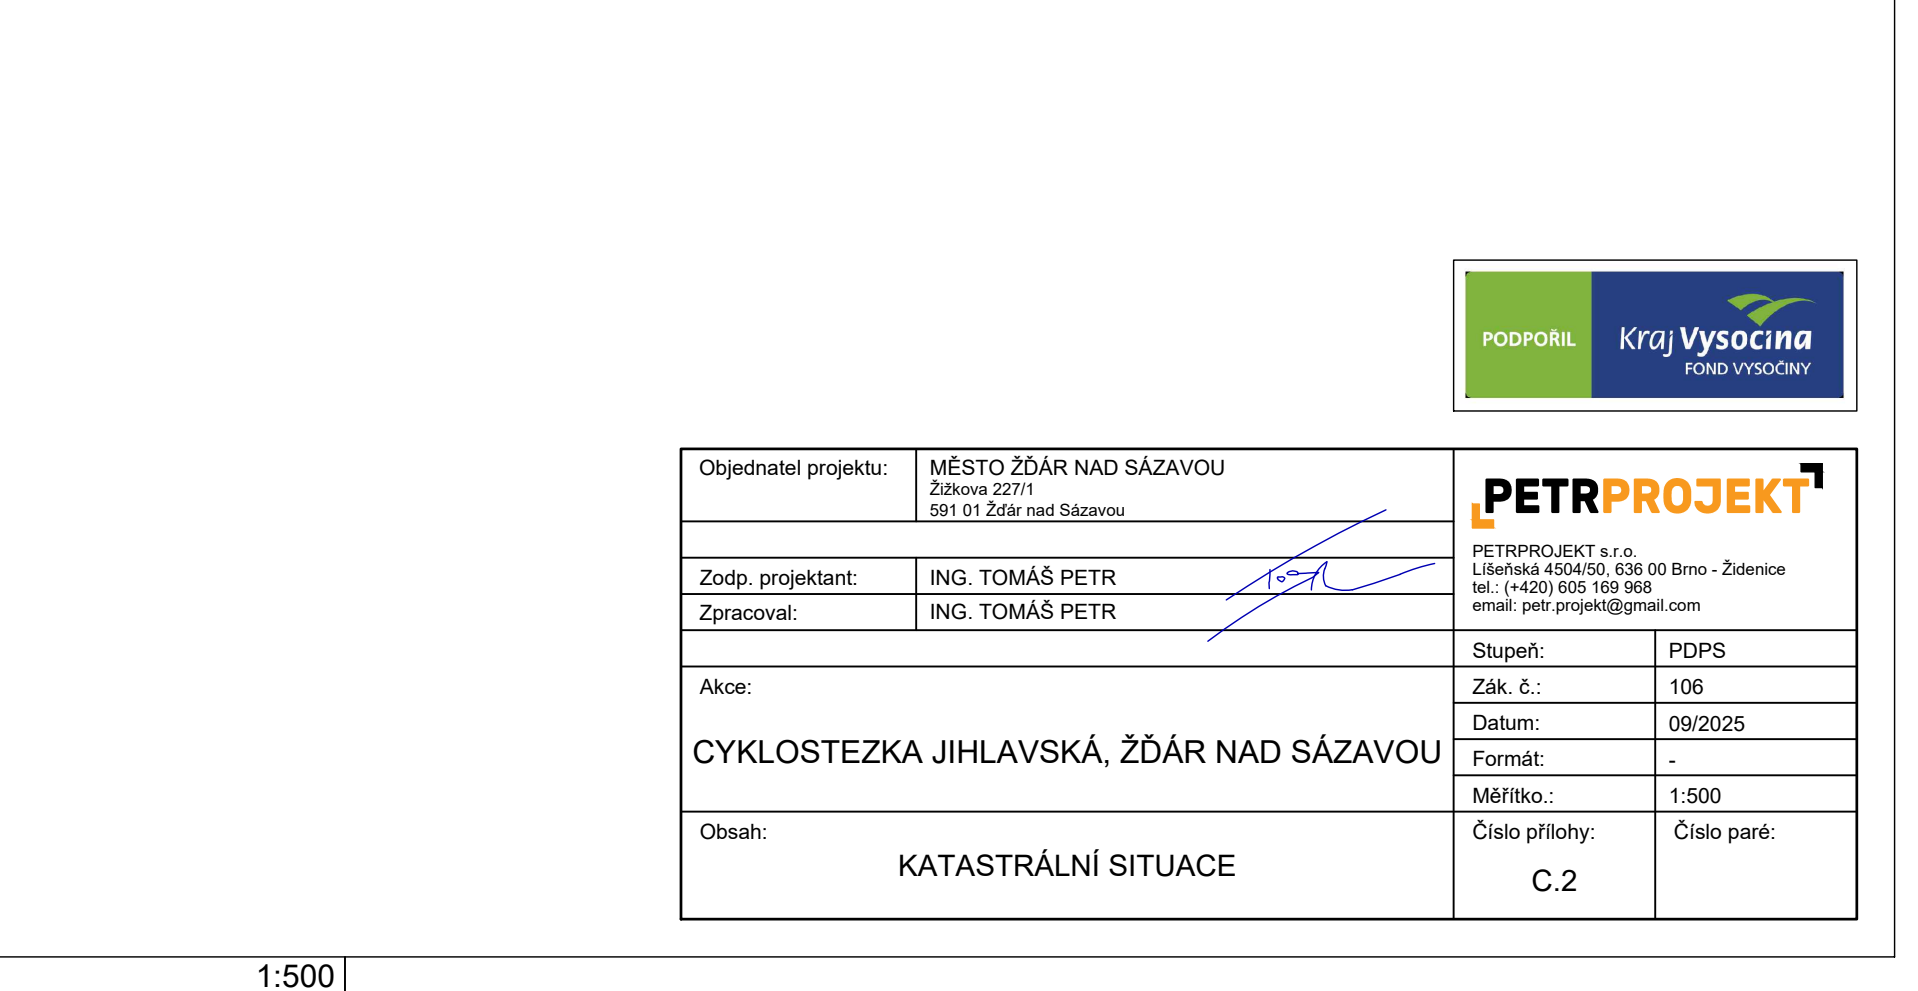 PODPOŘIL
Kraj Vysočina
FOND VYSOČINY
Objednatel projektu:
MĚSTO ŽĎÁR NAD SÁZAVOU
Žižkova 227/1
591 01 Žďár nad Sázavou
Zodp. projektant:
ING. TOMÁŠ PETR
Zpracoval:
ING. TOMÁŠ PETR
PETRPROJEKT
PETRPROJEKT s.r.o.
Líšeňská 4504/50, 636 00 Brno - Židenice
tel.: (+420) 605 169 968
email: petr.projekt@gmail.com
Stupeň:
PDPS
Akce:
CYKLOSTEZKA JIHLAVSKÁ, ŽĎÁR NAD SÁZAVOU
Zák. č.:
106
Datum:
09/2025
Formát:
-
Měřítko.:
1:500
Obsah:
KATASTRÁLNÍ SITUACE
Číslo přílohy:
C.2
Číslo paré:
1:500